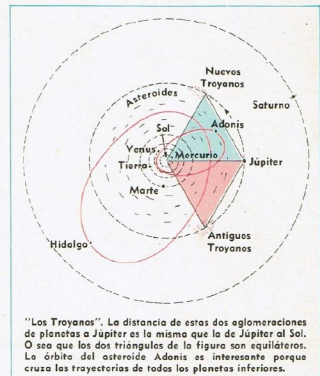 Nuevos
Troyanos
Asteroides
Saturno
Adonis
Sol
Venus
Mercurio
Júpiter
Tierra
Marte
Antiguos
Troyanos
Hidalgo
"Los Troyanos". La distancia de estas dos aglomeraciones
de planetas a Júpiter es la misma que la de Júpiter al Sol.
O sea que los dos triángulos de la figura son equiláteros.
La órbita del asteroide Adonis es interesante porque
cruza las trayectorias de todos los planetas inferiores.